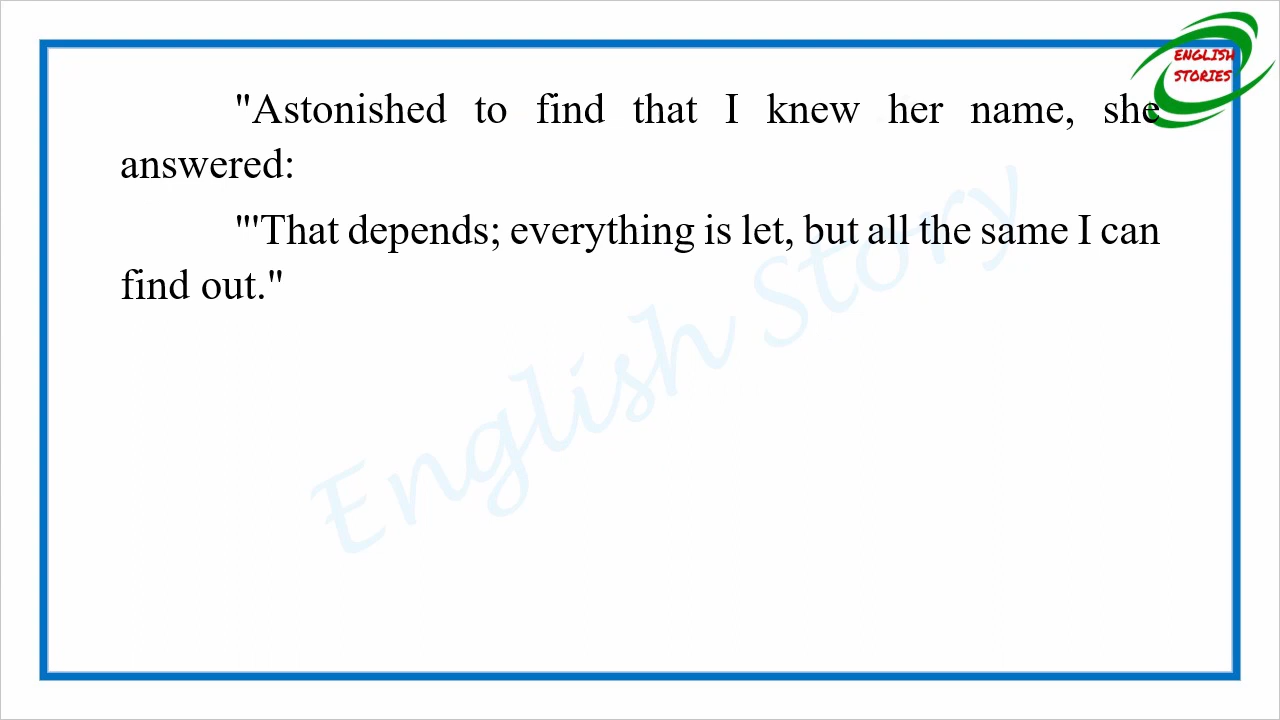 ENGLISH
STORIES
"Astonished to find that I knew her name, she
answered:
"'That depends; everything is let, but all the same I can
find out."
English Story